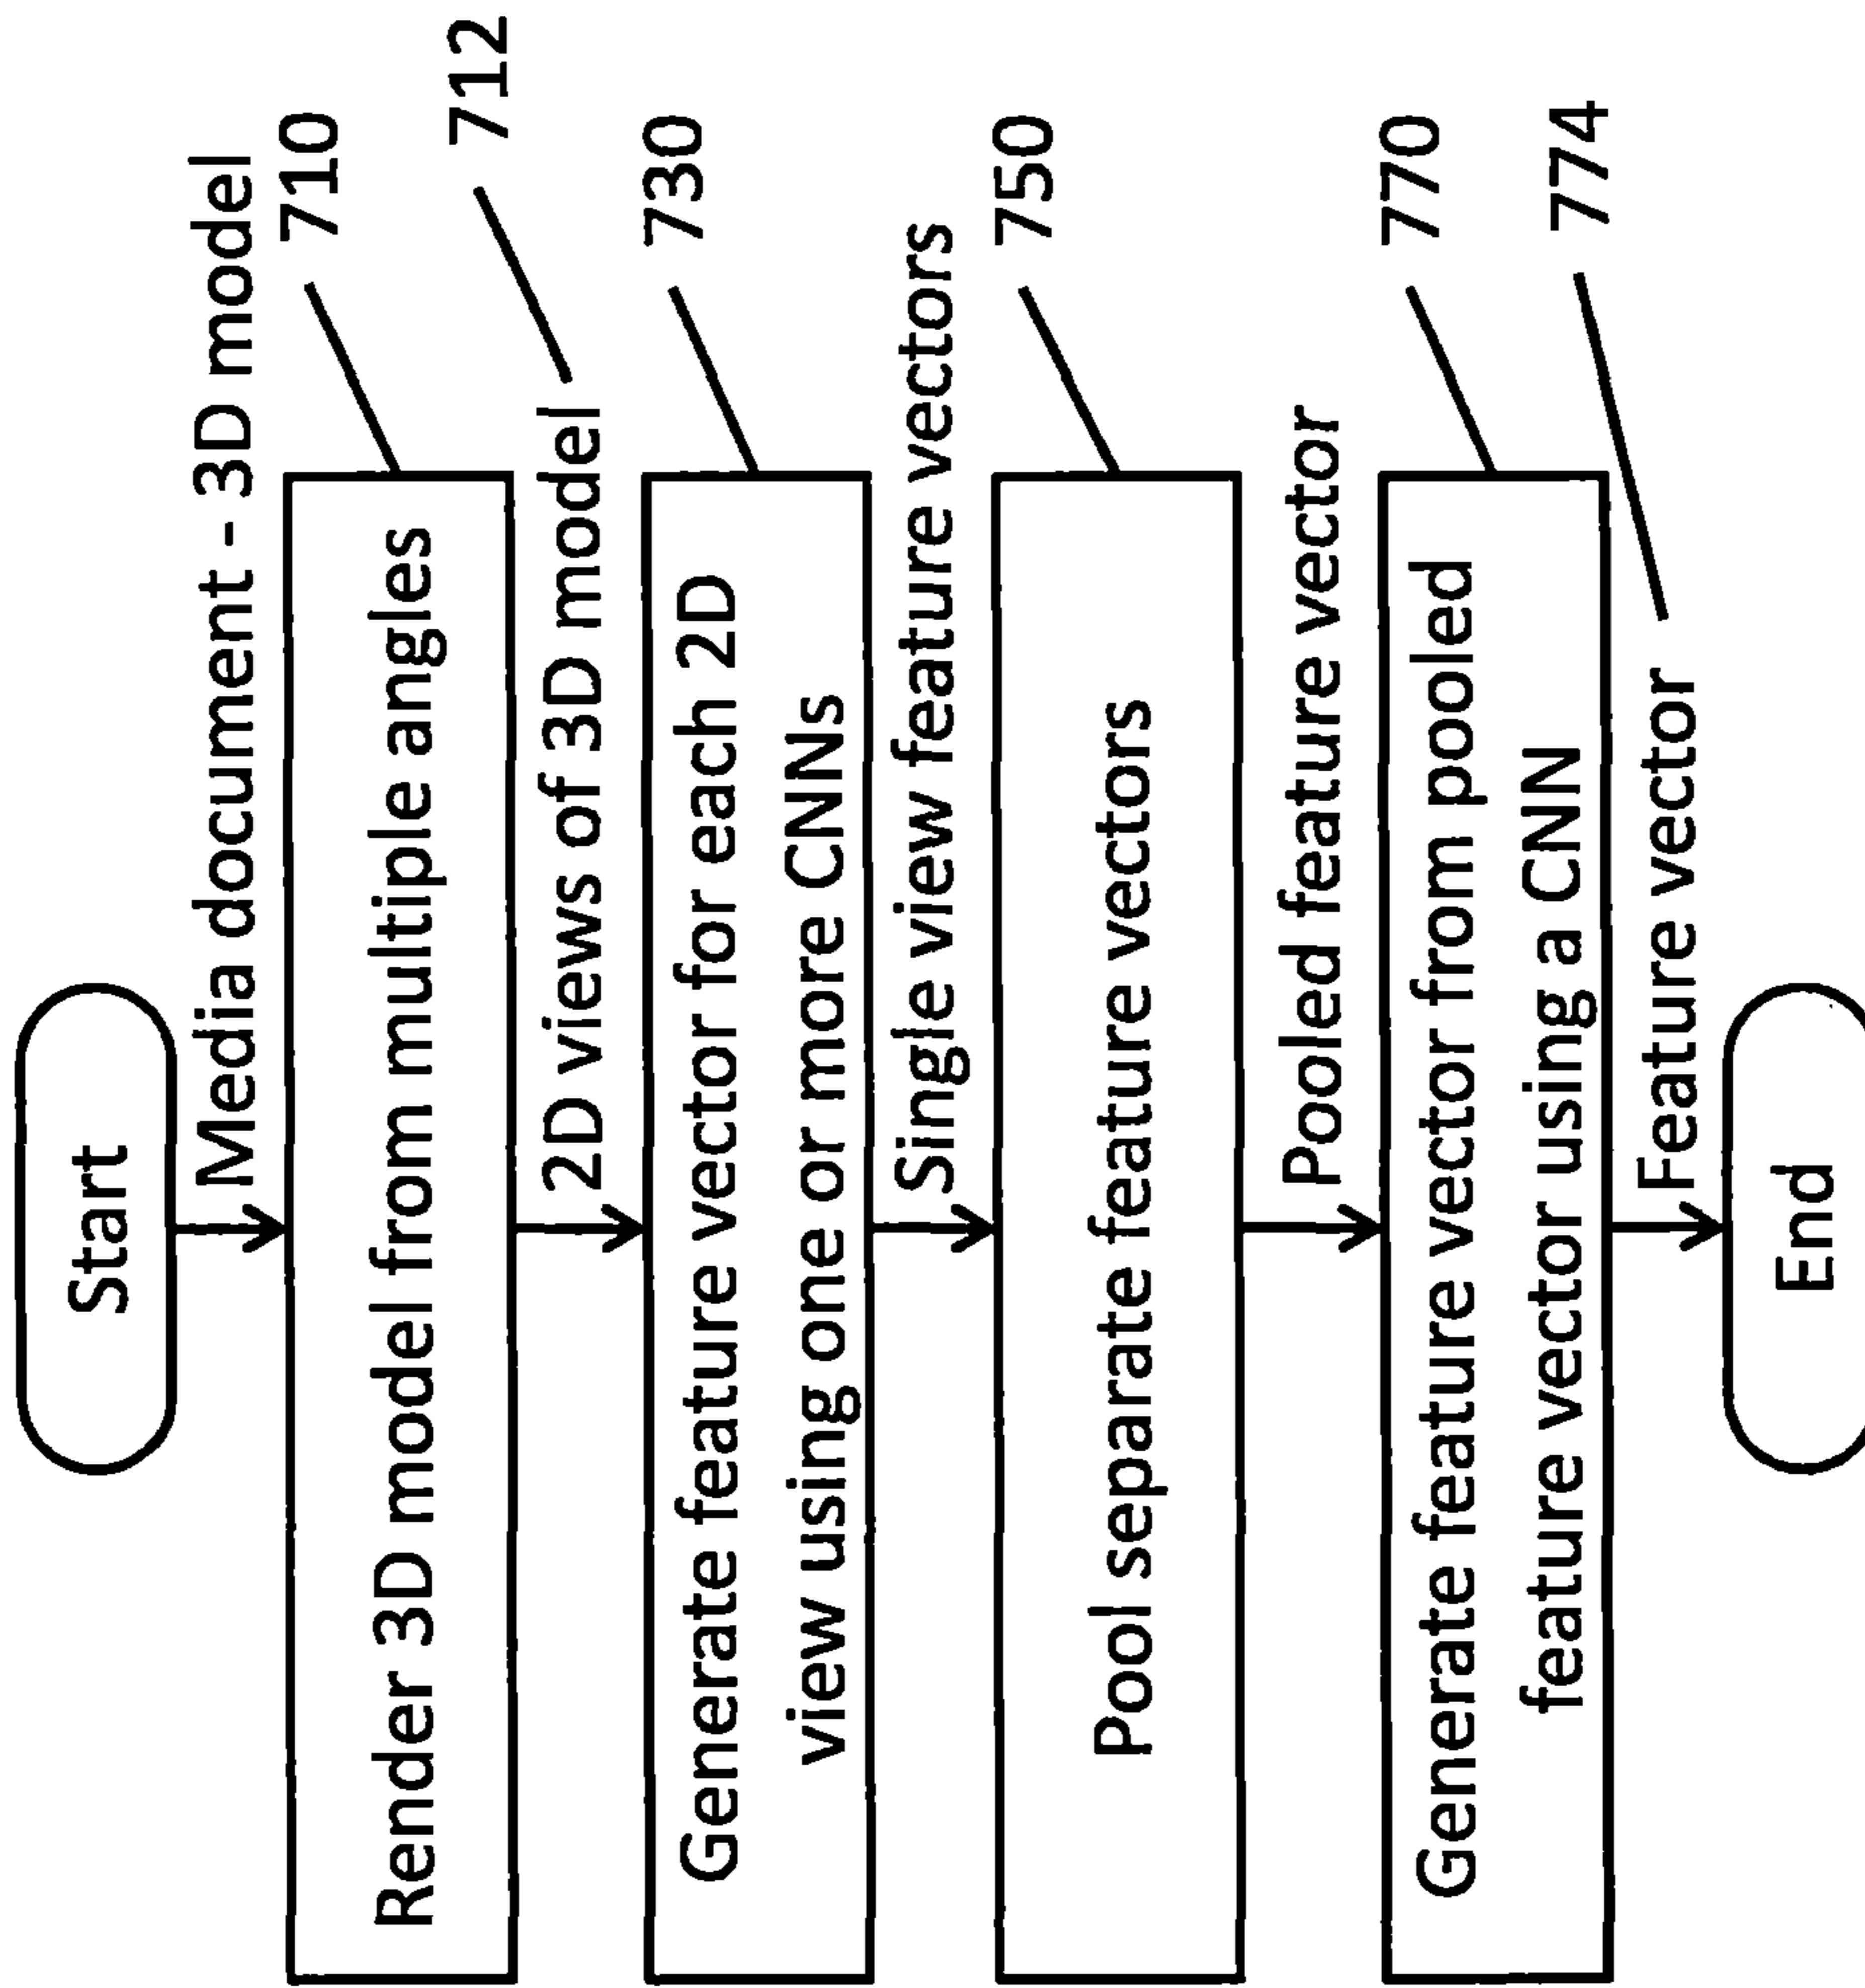 Start
Media document - 3D model
710
Render 3D model from multiple angles
712
2D views of 3D model
730
Generate feature vector for each 2D
view using one or more CNNs
Single view feature vectors
750
Pool separate feature vectors
Pooled feature vector
770
Generate feature vector from pooled
feature vector using a CNN
774
Feature vector
End